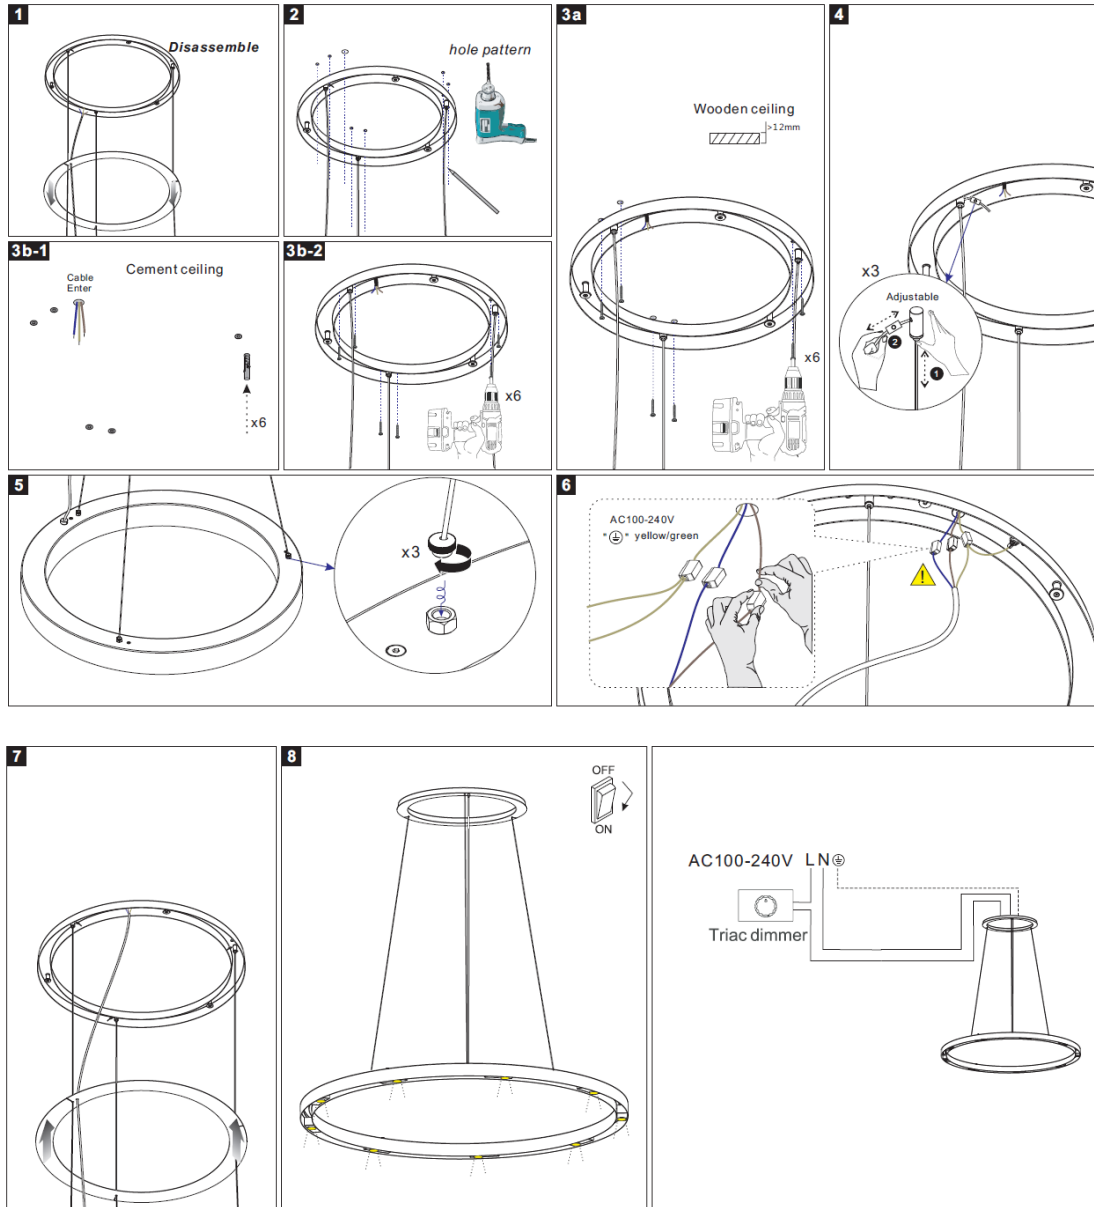 1
Disassemble
2
hole pattern
3a
Wooden ceiling
>12mm
x6
4
x3
Adjustable
2
1
3b-1
Cement ceiling
Cable
Enter
x6
3b-2
x6
5
x3
6
AC100-240V
"⏚" yellow/green
7
8
OFF
ON
AC100-240V L N ⏚
Triac dimmer